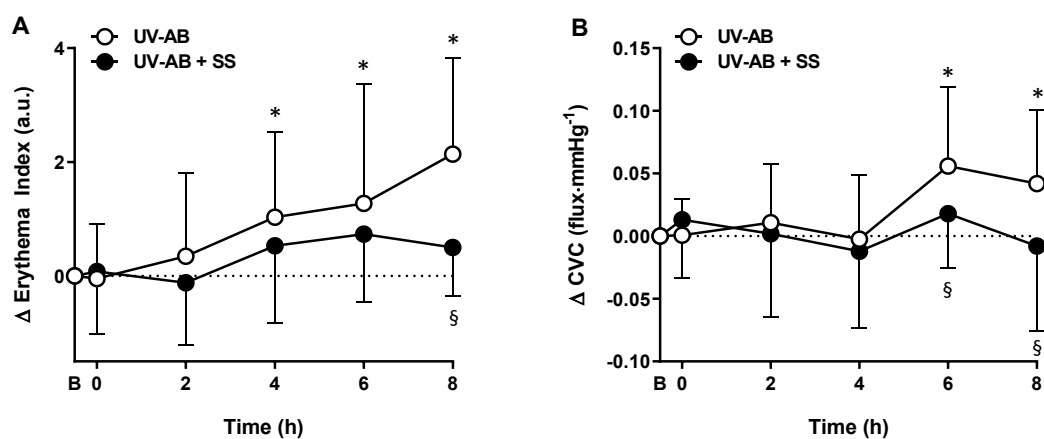 A
UV-AB
UV-AB + SS
4
2
0
Δ Erythema Index (a.u.)
*
*
*
§
B 0 2 4 6 8
Time (h)
B
UV-AB
UV-AB + SS
0.15
0.10
0.05
0.00
-0.05
-0.10
Δ CVC (flux·mmHg⁻¹)
*
*
§
§
B 0 2 4 6 8
Time (h)